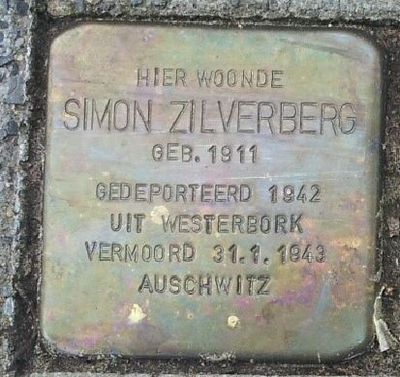 HIER WOONDE
SIMON ZILVERBERG
GEB. 1911
GEDEPORTEERD 1942
UIT WESTERBORK
VERMOORD 31.1.1943
AUSCHWITZ